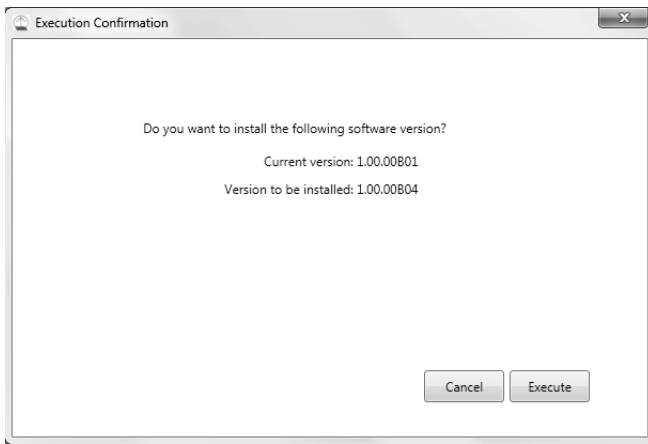 Execution Confirmation
Do you want to install the following software version?
Current version: 1.00.00B01
Version to be installed: 1.00.00B04
Cancel Execute